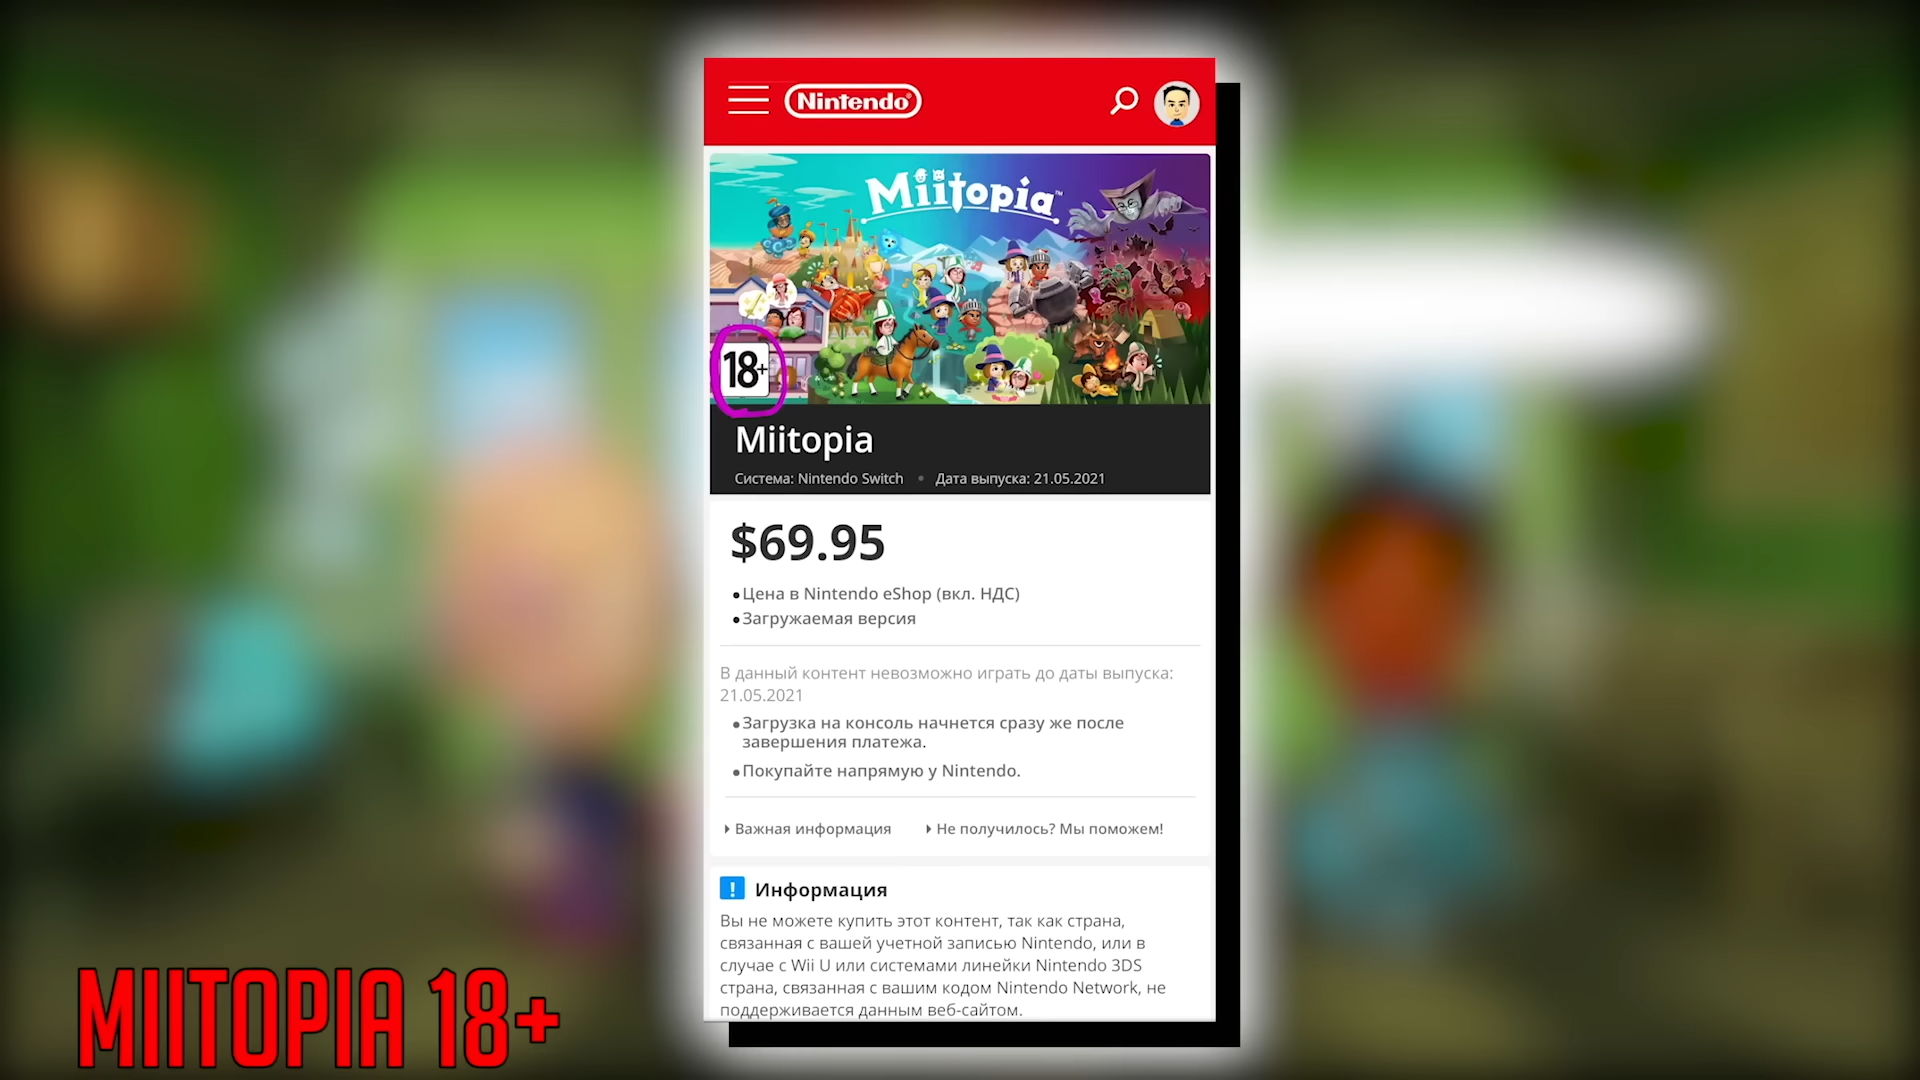 Nintendo®
Miitopia™
18+
Miitopia
Система: Nintendo Switch • Дата выпуска: 21.05.2021
$69.95
•Цена в Nintendo eShop (вкл. НДС)
•Загружаемая версия
В данный контент невозможно играть до даты выпуска:
21.05.2021
•Загрузка на консоль начнется сразу же после
завершения платежа.
•Покупайте напрямую у Nintendo.
Важная информация
Не получилось? Мы поможем!
! Информация
Вы не можете купить этот контент, так как страна,
связанная с вашей учетной записью Nintendo, или в
случае с Wii U или системами линейки Nintendo 3DS
страна, связанная с вашим кодом Nintendo Network, не
поддерживается данным веб-сайтом.
MIITOPIA 18+